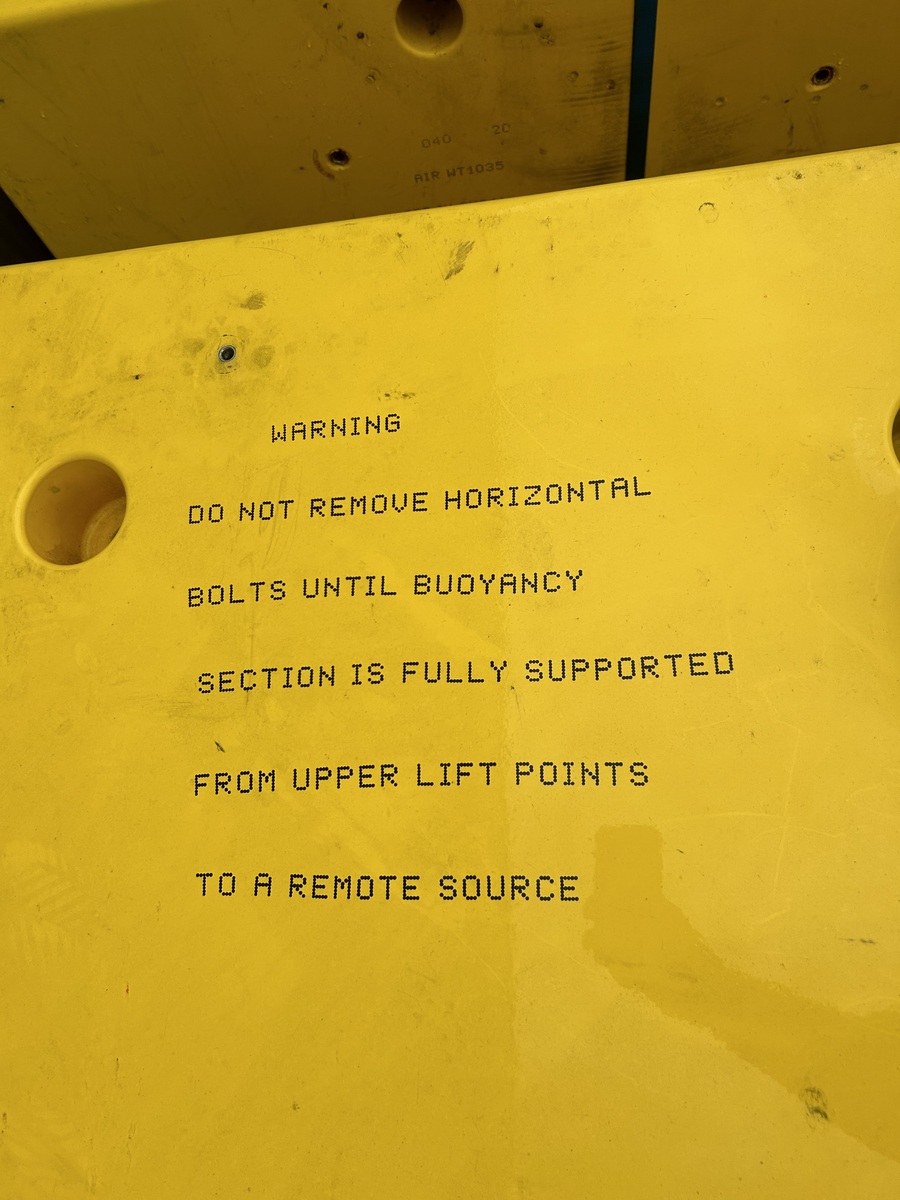 040 20
AIR WT1035
WARNING
DO NOT REMOVE HORIZONTAL
BOLTS UNTIL BUOYANCY
SECTION IS FULLY SUPPORTED
FROM UPPER LIFT POINTS
TO A REMOTE SOURCE